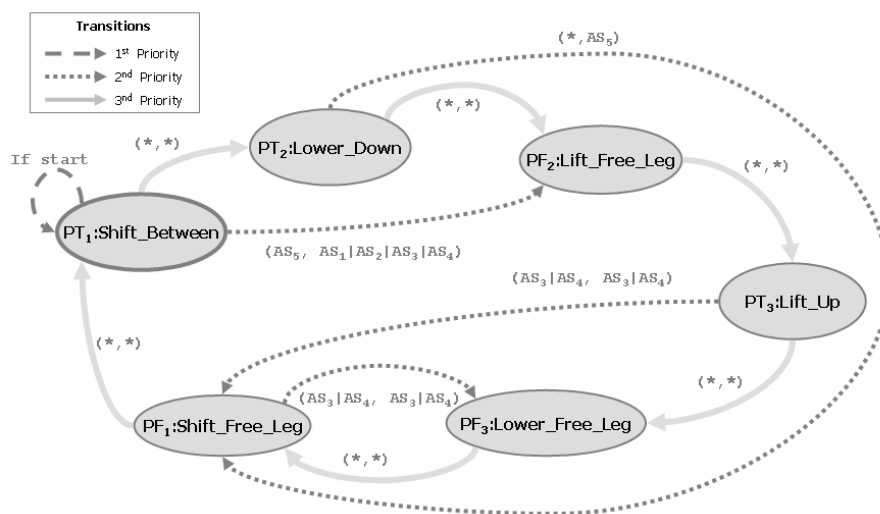 Transitions
1st Priority
2nd Priority
3rd Priority
(*,AS₅)
(*,*)
(*,*)
PT₂:Lower_Down
PF₂:Lift_Free_Leg
(*,*)
If start
PT₁:Shift_Between
(AS₅, AS₁|AS₂|AS₃|AS₄)
(AS₃|AS₄, AS₃|AS₄)
PT₃:Lift_Up
(*,*)
(*,*)
(AS₃|AS₄, AS₃|AS₄)
PF₁:Shift_Free_Leg
PF₃:Lower_Free_Leg
(*,*)